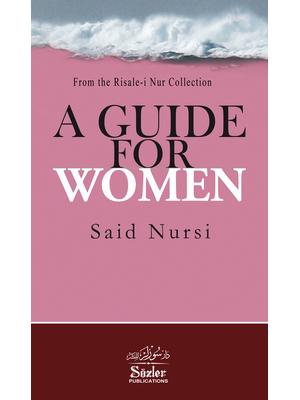 From the Risale-i Nur Collection
A GUIDE
FOR
WOMEN
Said Nursi
Sözler
PUBLICATIONS